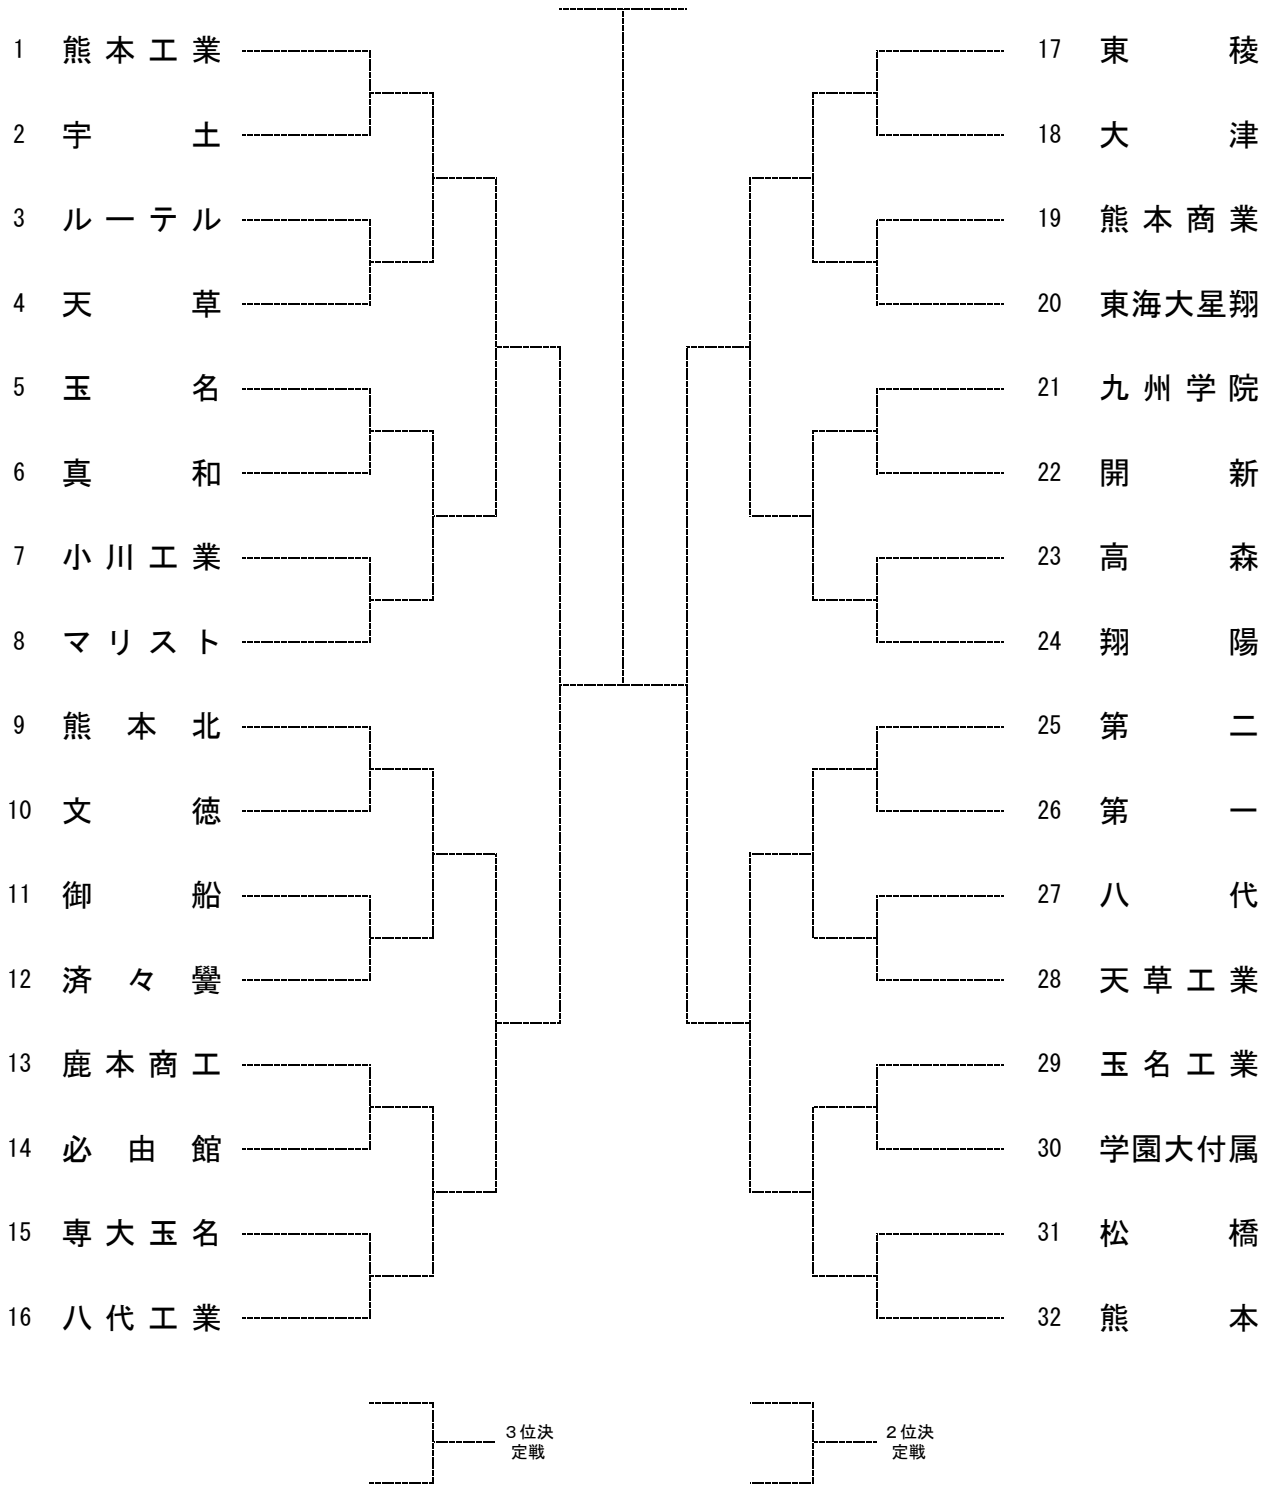 1 熊本工業
2 宇土
3 ルーテル
4 天草
5 玉名
6 真和
7 小川工業
8 マリスト
9 熊本北
10 文徳
11 御船
12 済々黌
13 鹿本商工
14 必由館
15 専大玉名
16 八代工業
17 東稜
18 大津
19 熊本商業
20 東海大星翔
21 九州学院
22 開新
23 高森
24 翔陽
25 第二
26 第一
27 八代
28 天草工業
29 玉名工業
30 学園大付属
31 松橋
32 熊本
３位決
定戦
２位決
定戦